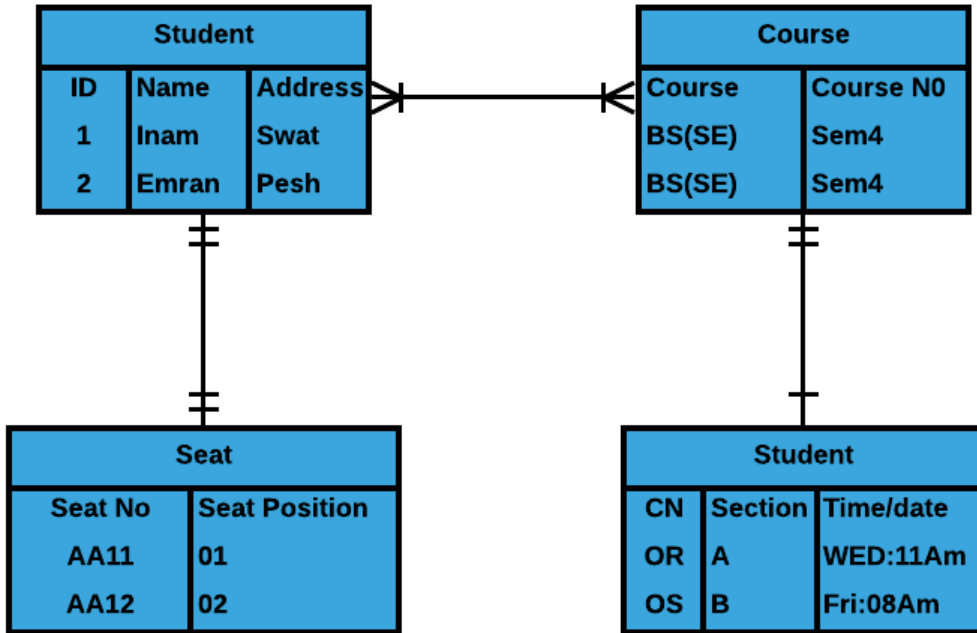 Student
ID Name Address
1 Inam Swat
2 Emran Pesh
Course
Course Course N0
BS(SE) Sem4
BS(SE) Sem4
Seat
Seat No Seat Position
AA11 01
AA12 02
Student
CN Section Time/date
OR A WED:11Am
OS B Fri:08Am